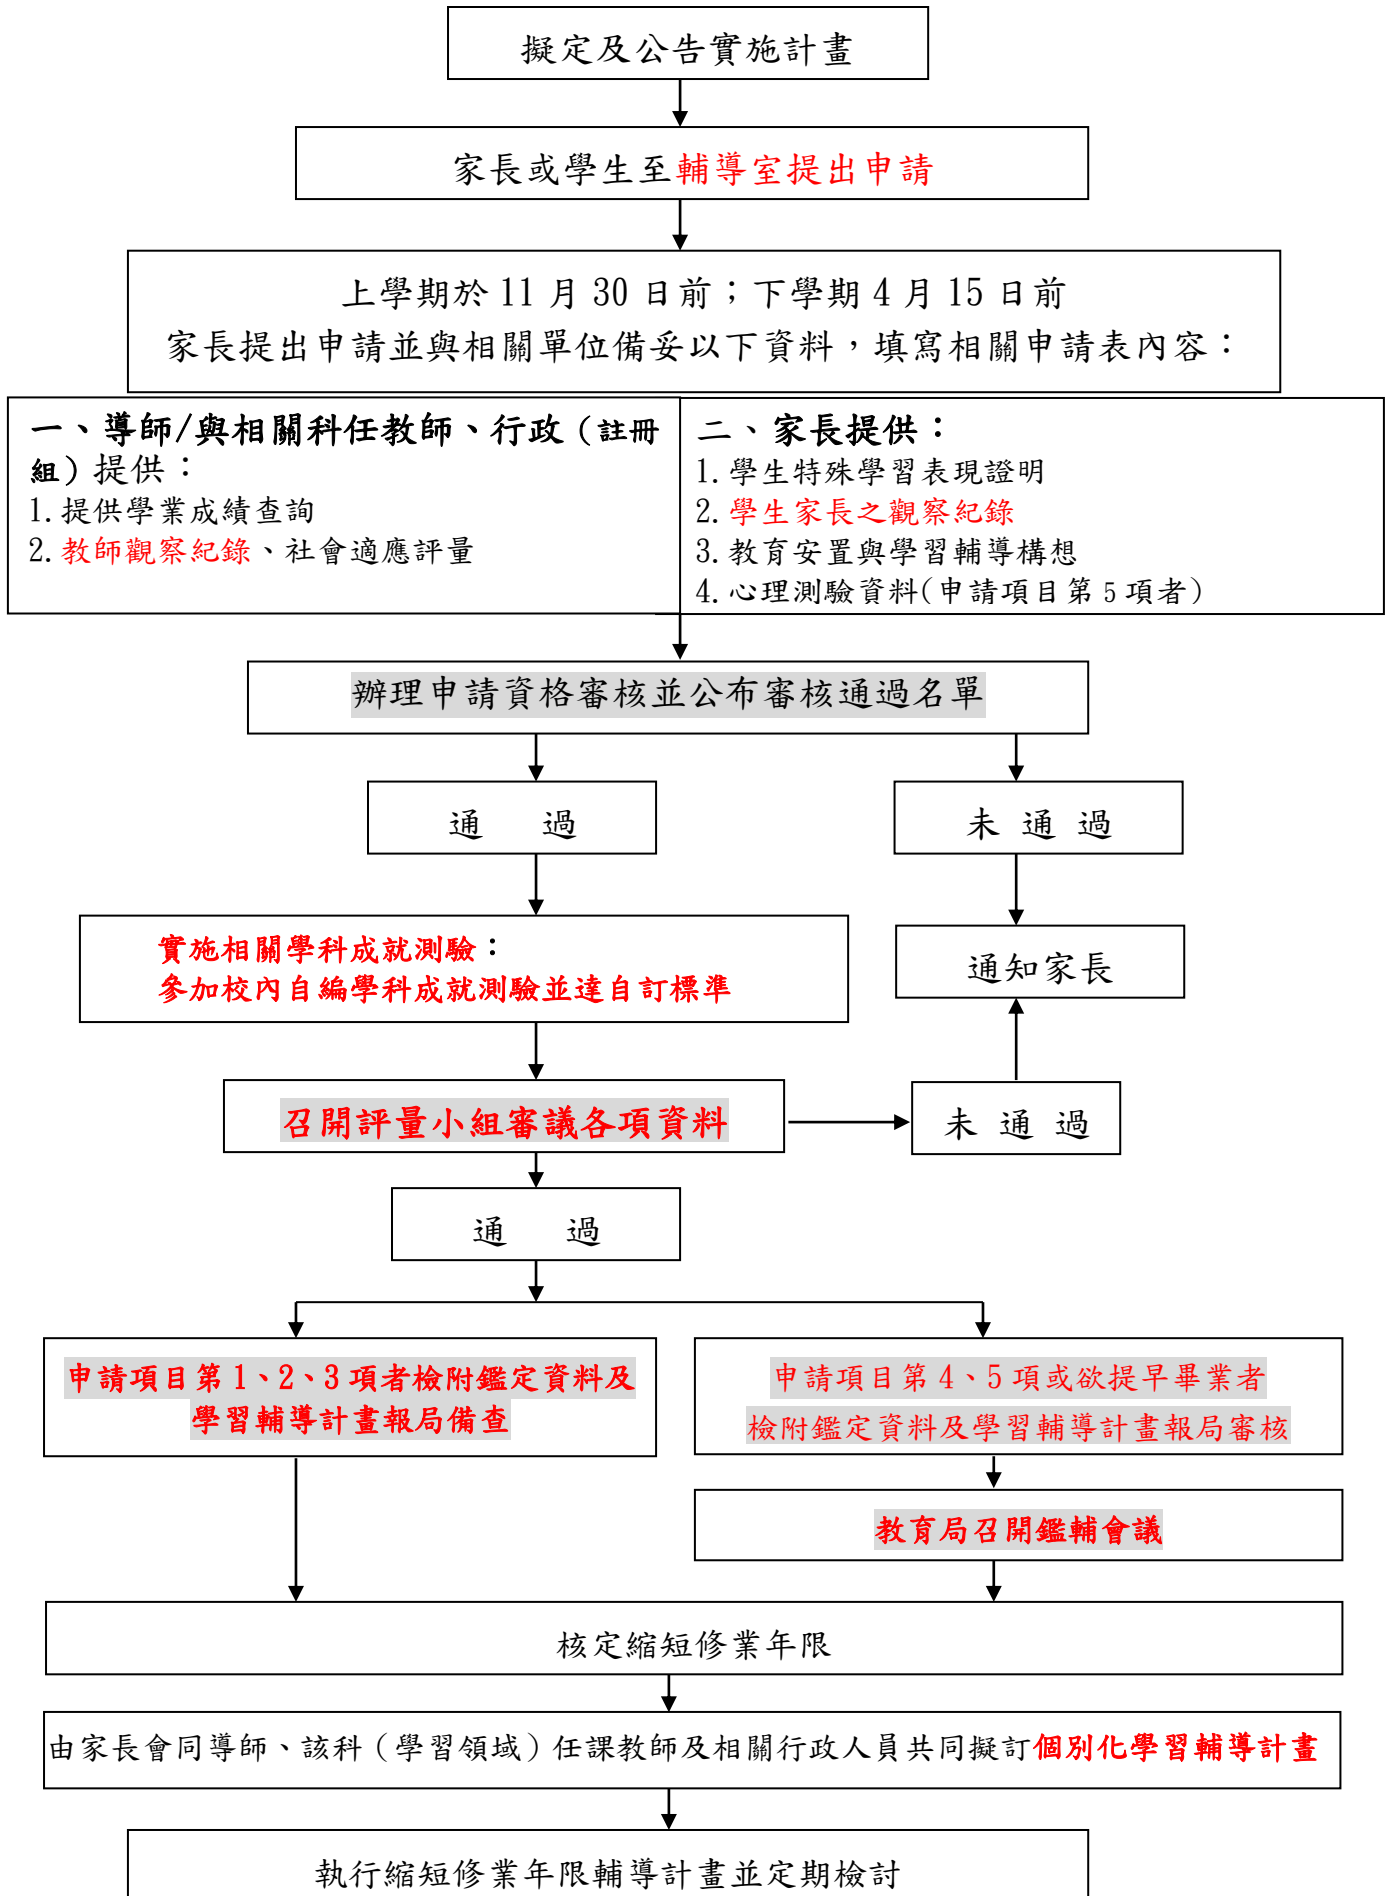 擬定及公告實施計畫
家長或學生至輔導室提出申請
上學期於 11 月 30 日前；下學期 4 月 15 日前
家長提出申請並與相關單位備妥以下資料，填寫相關申請表內容：
一、導師/與相關科任教師、行政（註冊
組）提供：
1.提供學業成績查詢
2.教師觀察紀錄、社會適應評量
二、家長提供：
1.學生特殊學習表現證明
2.學生家長之觀察紀錄
3.教育安置與學習輔導構想
4.心理測驗資料(申請項目第 5 項者)
辦理申請資格審核並公布審核通過名單
通　過
未 通 過
實施相關學科成就測驗：
參加校內自編學科成就測驗並達自訂標準
通知家長
召開評量小組審議各項資料
未 通 過
通　過
申請項目第 1、2、3 項者檢附鑑定資料及
學習輔導計畫報局備查
申請項目第 4、5 項或欲提早畢業者
檢附鑑定資料及學習輔導計畫報局審核
教育局召開鑑輔會議
核定縮短修業年限
由家長會同導師、該科（學習領域）任課教師及相關行政人員共同擬訂個別化學習輔導計畫
執行縮短修業年限輔導計畫並定期檢討